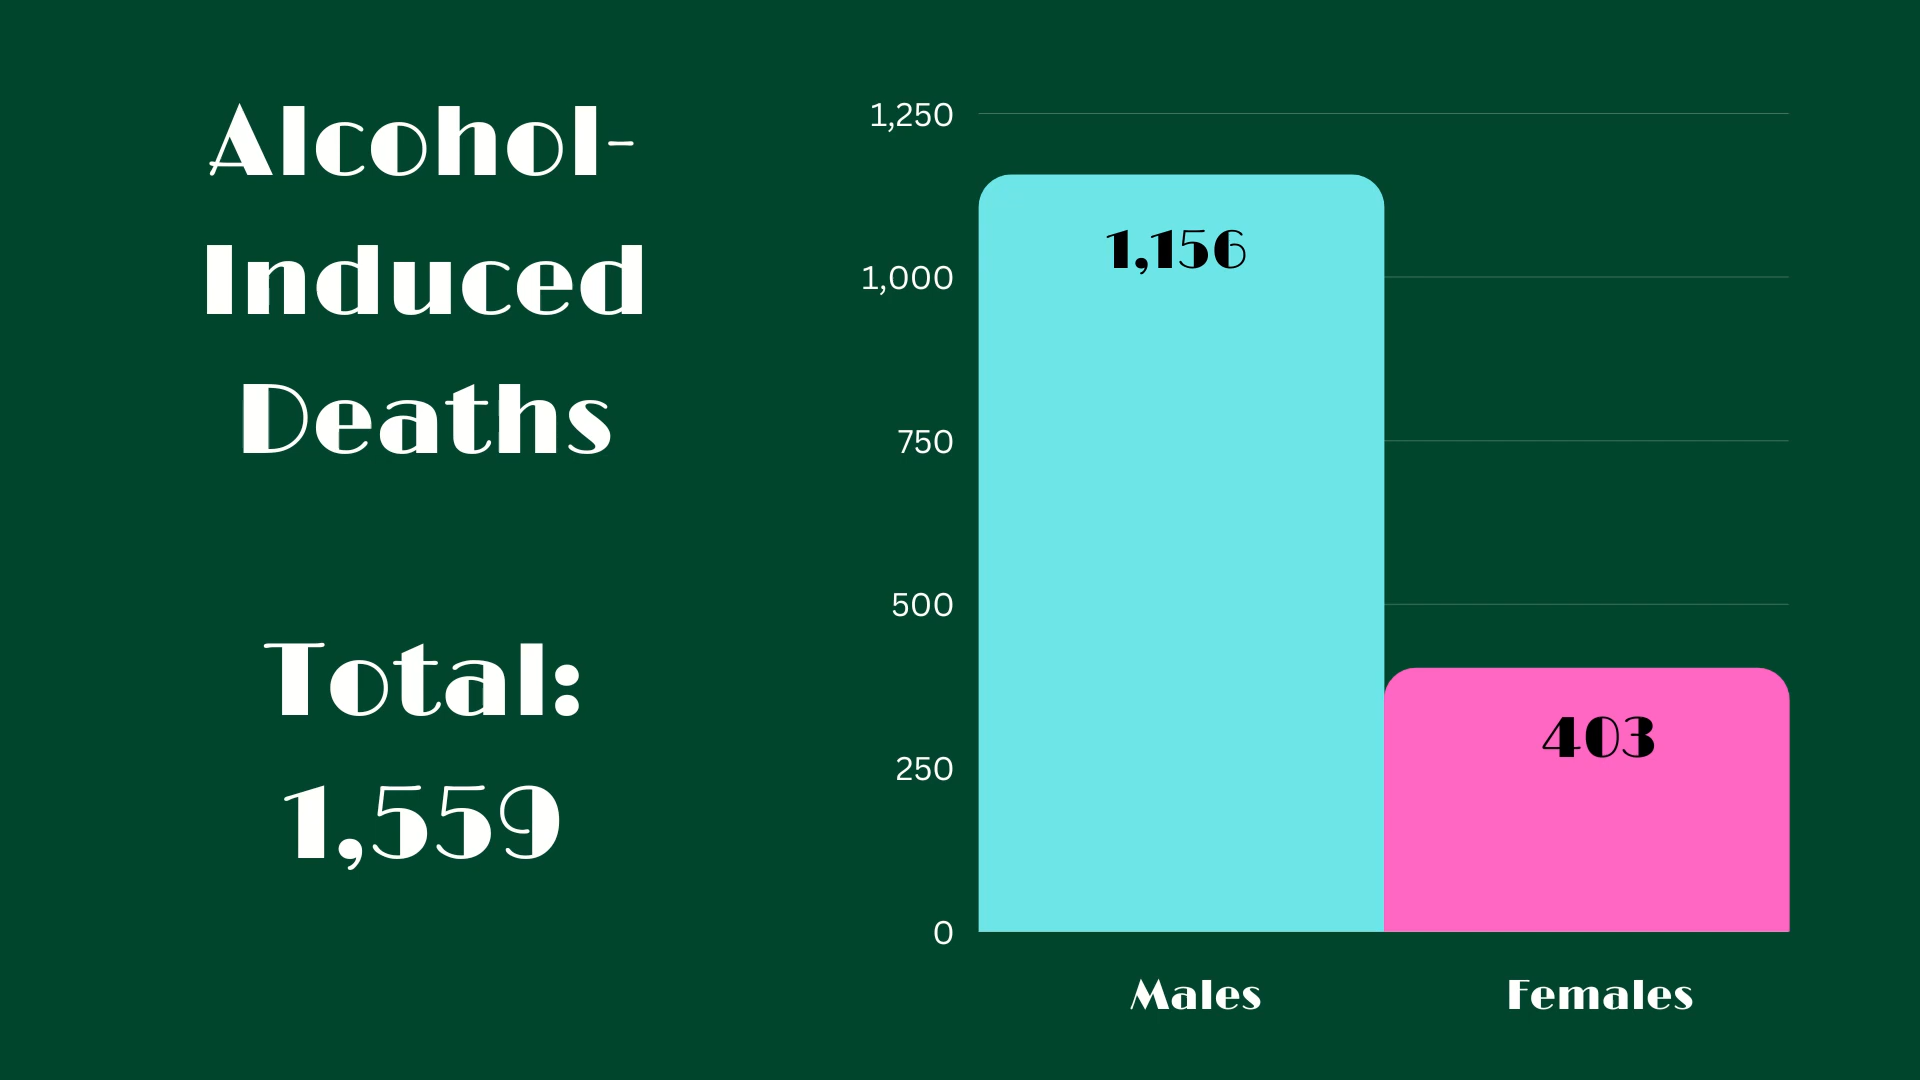 Alcohol-
Induced
Deaths
Total:
1,559
1,250
1,000
750
500
250
0
1,156
403
Males
Females